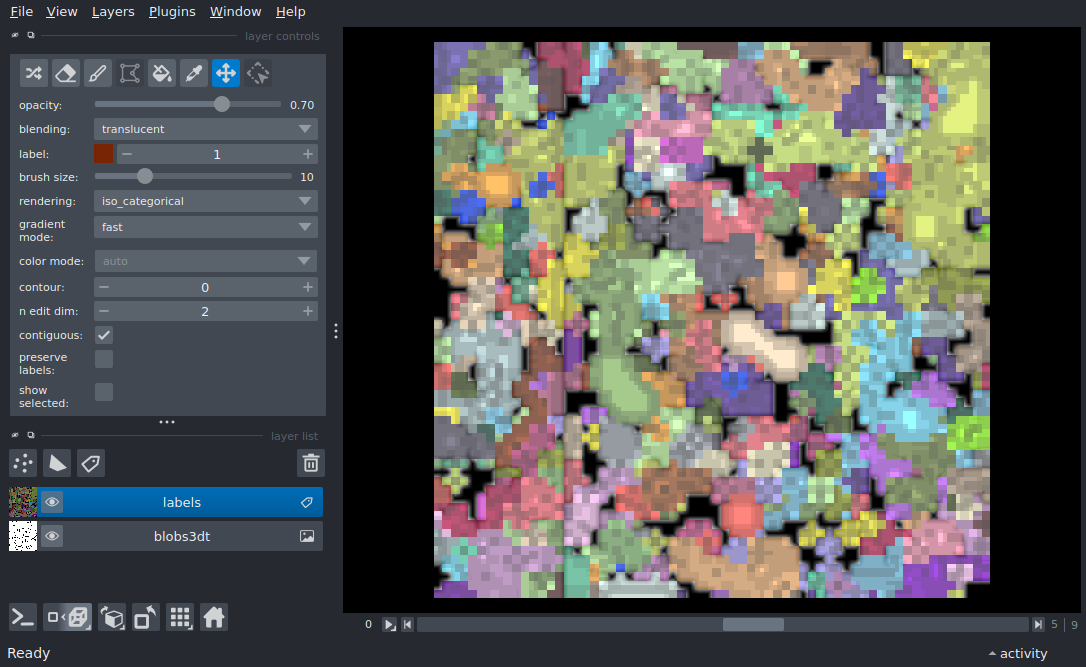 File View Layers Plugins Window Help
layer controls
opacity: 0.70
blending: translucent
label: 1
brush size: 10
rendering: iso_categorical
gradient
mode: fast
color mode: auto
contour: 0
n edit dim: 2
contiguous:
preserve
labels:
show
selected:
layer list
labels
blobs3dt
0 5 | 9
Ready activity